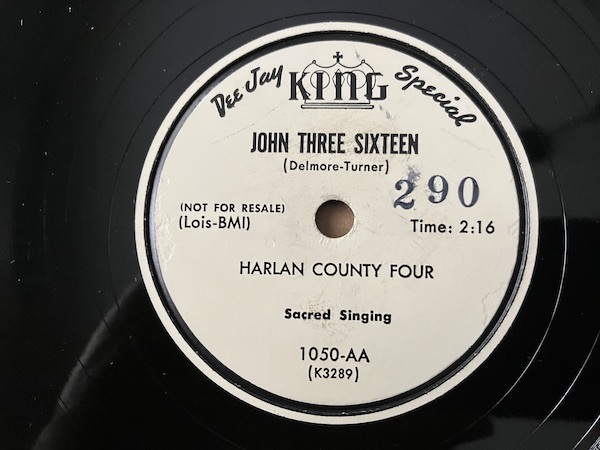 Dee Jay KING Special
JOHN THREE SIXTEEN
(Delmore-Turner)
290
(NOT FOR RESALE)
(Lois-BMI)
Time: 2:16
HARLAN COUNTY FOUR
Sacred Singing
1050-AA
(K3289)